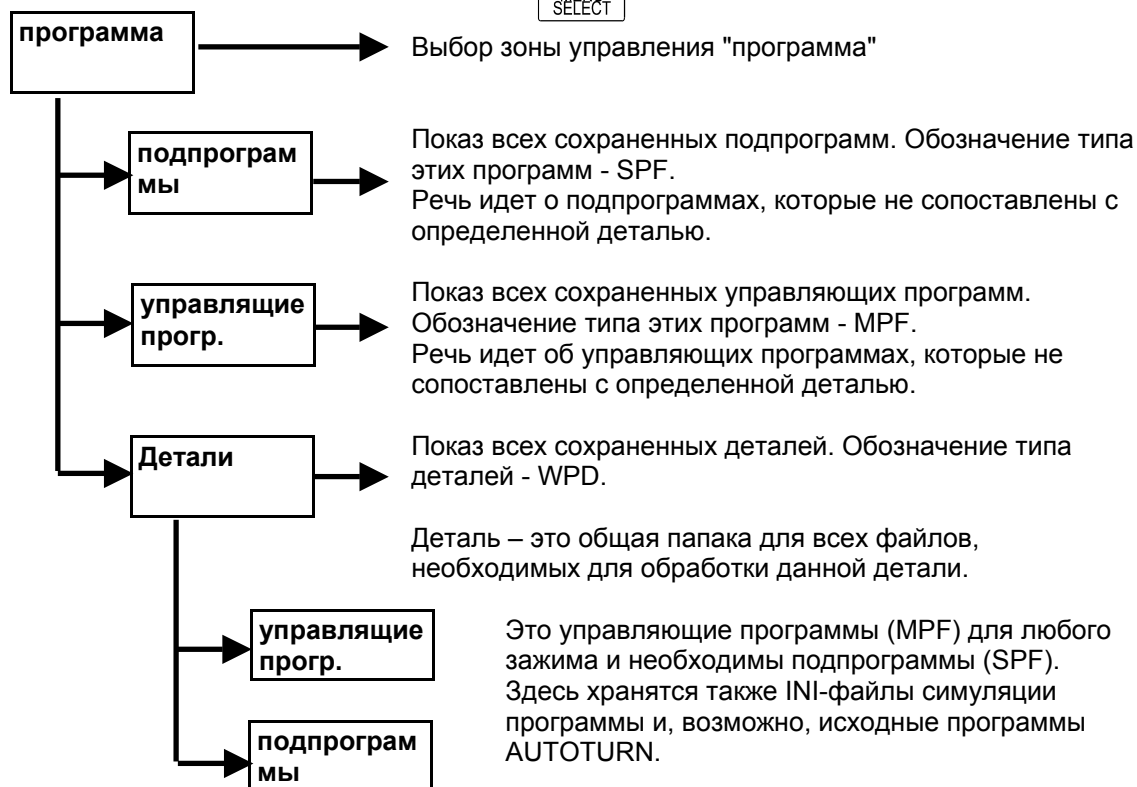 SELECT
программа
Выбор зоны управления "программа"
подпрограм
мы
Показ всех сохраненных подпрограмм. Обозначение типа
этих программ - SPF.
Речь идет о подпрограммах, которые не сопоставлены с
определенной деталью.
управлящие
прогр.
Показ всех сохраненных управляющих программ.
Обозначение типа этих программ - MPF.
Речь идет об управляющих программах, которые не
сопоставлены с определенной деталью.
Детали
Показ всех сохраненных деталей. Обозначение типа
деталей - WPD.
Деталь – это общая папака для всех файлов,
необходимых для обработки данной детали.
управлящие
прогр.
Это управляющие программы (MPF) для любого
зажима и необходимы подпрограммы (SPF).
Здесь хранятся также INI-файлы симуляции
программы и, возможно, исходные программы
AUTOTURN.
подпрограм
мы